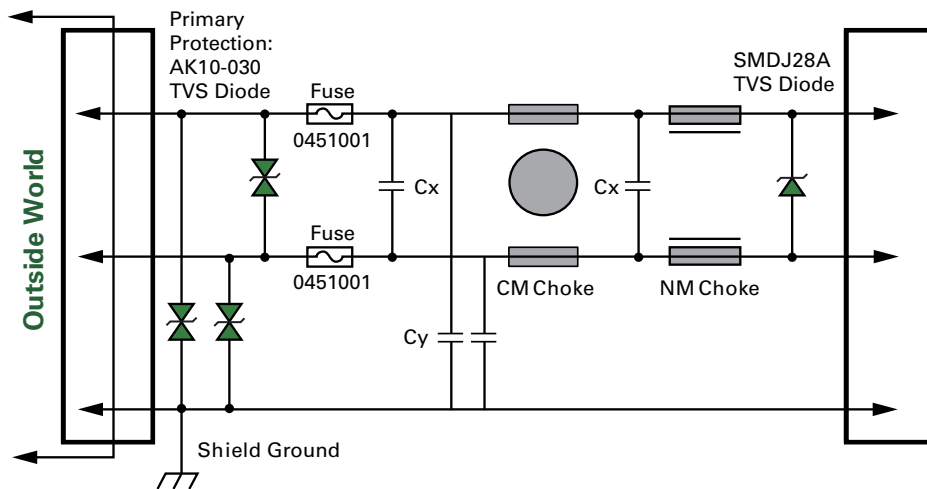 Primary
Protection:
AK10-030
TVS Diode
SMDJ28A
TVS Diode
Fuse
0451001
Outside World
Cx
Cx
Fuse
0451001
CM Choke
NM Choke
Cy
Shield Ground